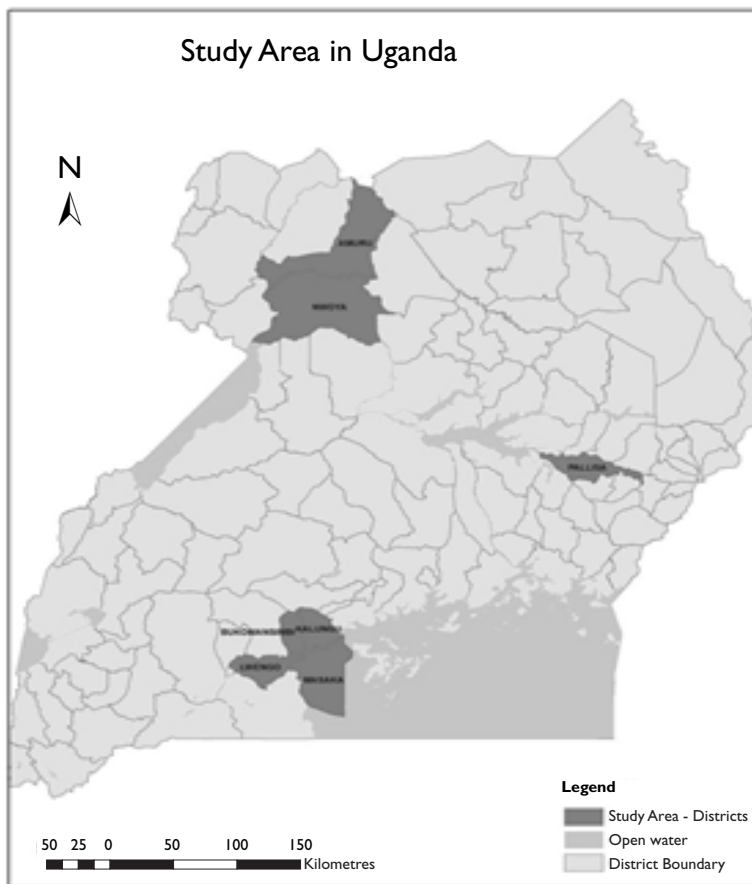 Study Area in Uganda
N
AMURU
NWOYA
PALLISA
BUKOMANSIMBI
KALUNGU
LWENGO
MASAKA
Legend
Study Area - Districts
Open water
District Boundary
50 25 0 50 100 150
Kilometres